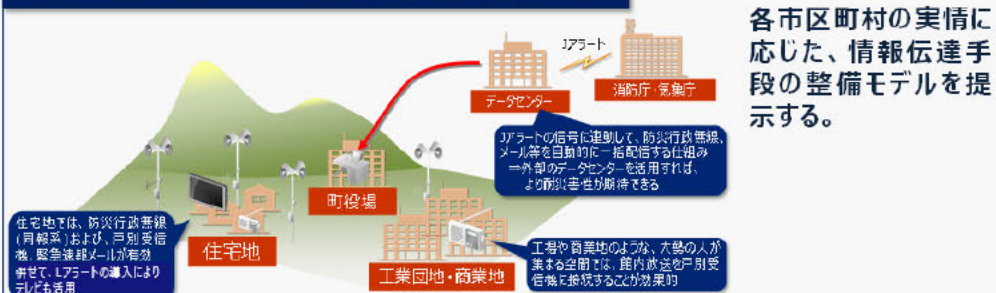 各市区町村の実情に
応じた、情報伝達手
段の整備モデルを提
示する。
Jアラート
データセンター
消防庁・気象庁
Jアラートの信号に連動して、防災行政無線、
メール等を自動的に一括配信する仕組み
⇒外部のデータセンターを活用すれば、
より耐災害性が期待できる
町役場
住宅地では、防災行政無線
(同報系)および、戸別受信
機、緊急速報メールが有効
併せて、Lアラートの導入により
テレビも活用
住宅地
工業団地・商業地
工場や商業地のような、大勢の人が
集まる空間では、館内放送を戸別受
信機に接続することが効果的